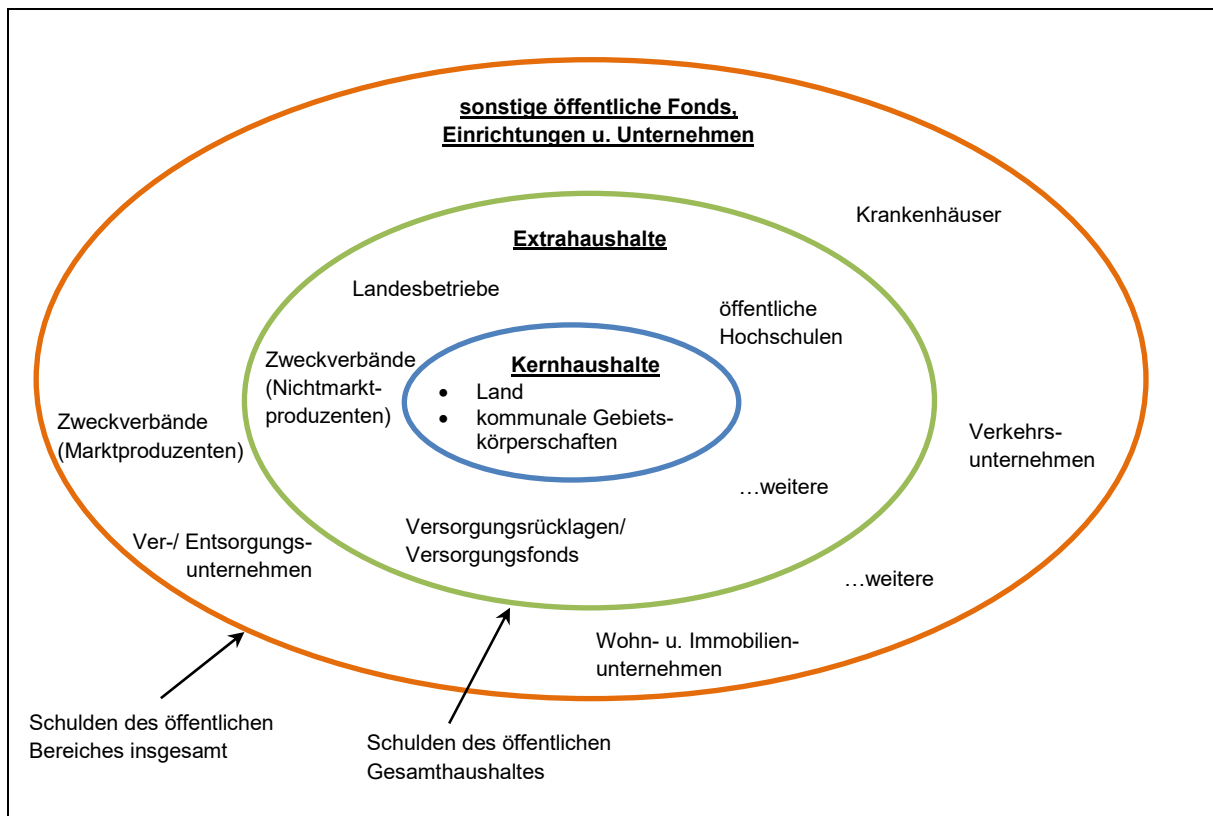 sonstige öffentliche Fonds,
Einrichtungen u. Unternehmen
Krankenhäuser
Extrahaushalte
Landesbetriebe
öffentliche
Hochschulen
Zweckverbände
(Nichtmarkt-
produzenten)
Kernhaushalte
• Land
• kommunale Gebiets-
körperschaften
Zweckverbände
(Marktproduzenten)
Verkehrs-
unternehmen
…weitere
Versorgungsrücklagen/
Versorgungsfonds
Ver-/ Entsorgungs-
unternehmen
…weitere
Wohn- u. Immobilien-
unternehmen
Schulden des öffentlichen
Bereiches insgesamt
Schulden des öffentlichen
Gesamthaushaltes